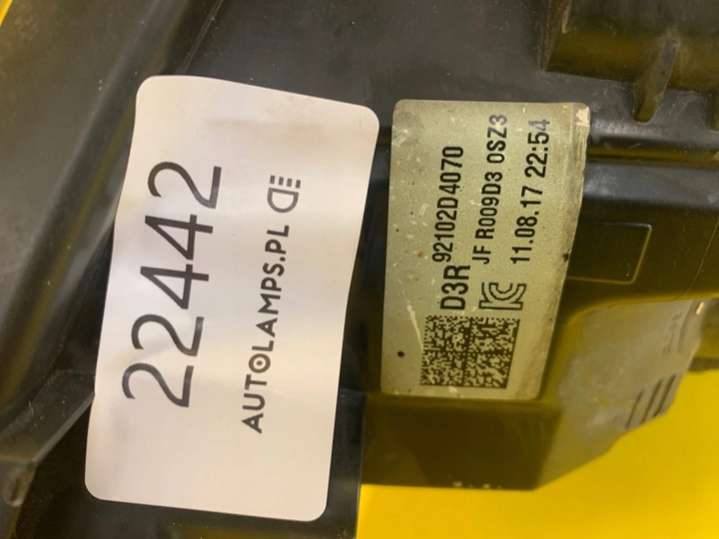 22442
AUTOLAMPS.PL
D3R 92102D4070
JF R009D3 0SZ3
11.08.17 22:54